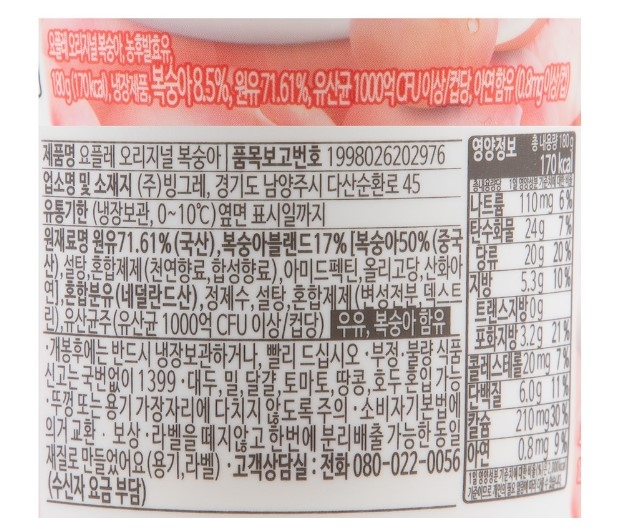 요플레 오리지널 복숭아, 농후발효유,
180g(170kcal), 냉장제품, 복숭아8.5%, 원유71.61%, 유산균1000억CFU이상/컵당, 아연함유(0.8mg이상/컵)
제품명 요플레 오리지널 복숭아 품목보고번호 1998026202976
업소명 및 소재지 (주)빙그레, 경기도 남양주시 다산순환로 45
유통기한 (냉장보관, 0~10℃) 옆면 표시일까지
원재료명 원유71.61%(국산),복숭아블렌드17%[복숭아50%(중국
산),설탕,혼합제제(천연향료,합성향료),아미드펙틴,올리고당,산화아
연],혼합분유(네덜란드산), 정제수, 설탕,혼합제제(변성전분, 덱스트
린),유산균주(유산균 1000억 CFU 이상/컵당) 우유, 복숭아 함유
·개봉후에는 반드시 냉장보관하거나, 빨리 드십시오 ·부정·불량 식품
신고는 국번없이 1399 ·대두,밀,달걀,토마토,땅콩,호두 혼입 가능
·뚜껑 또는 용기 가장자리에 다치지 않도록 주의 ·소비자기본법에
의거 교환 · 보상 ·라벨을 떼지않고 한번에 분리배출 가능한 동일
재질로 만들었어요(용기,라벨) ·고객상담실 : 전화 080-022-0056
(수신자 요금 부담)
영양정보 총 내용량 180g
170 kcal
나트륨 110mg 6%
탄수화물 24g 7%
당류 20g 20%
지방 5.3g 10%
트랜스지방 0g
포화지방 3.2g 21%
콜레스테롤 20mg 7%
단백질 6.0g 11%
칼슘 210mg 30%
아연 0.8mg 9%